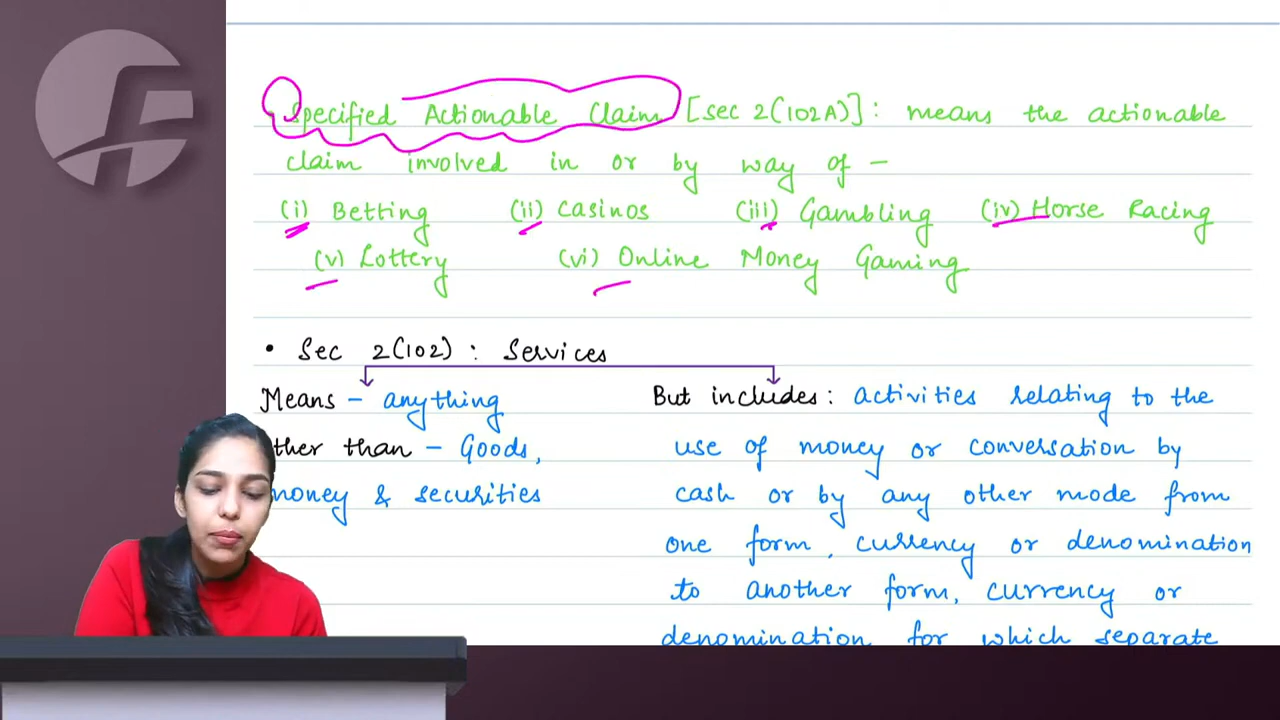 Specified Actionable Claim [sec 2(102A)]: means the actionable
claim involved in or by way of -
(i) Betting (ii) Casinos (iii) Gambling (iv) Horse Racing
(v) Lottery (vi) Online Money Gaming
• Sec 2(102) : Services
Means - anything
ther than - Goods,
money & securities
But includes: activities relating to the
use of money or conversation by
cash or by any other mode from
one form, currency or denomination
to another form, currency or
denomination for which separate